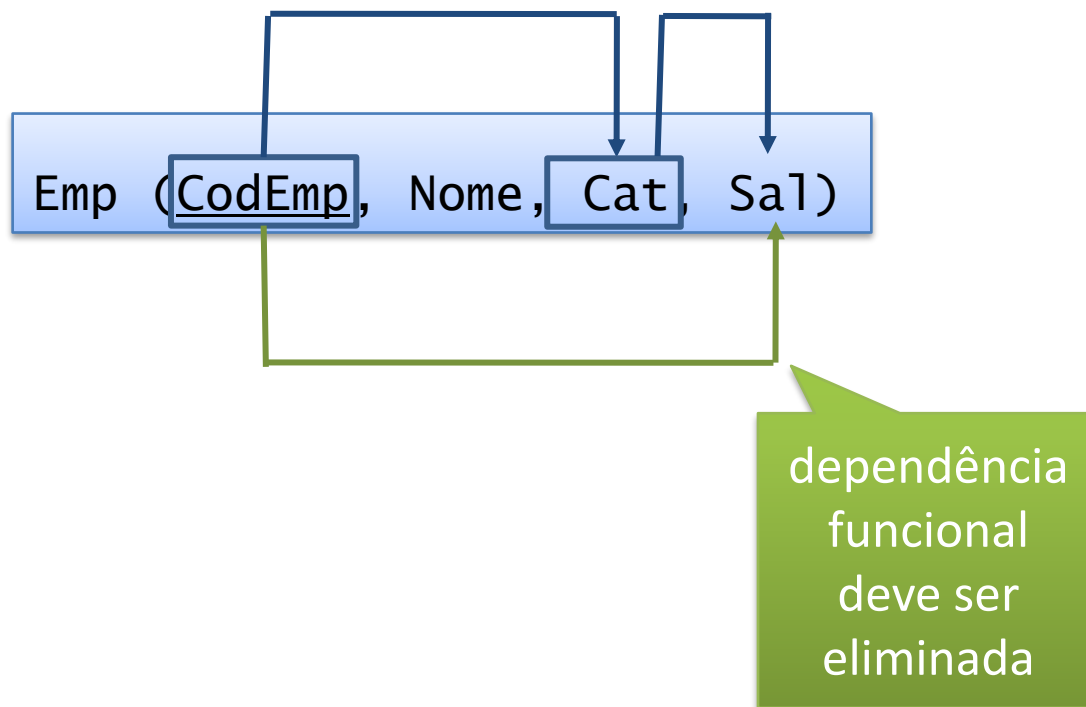 Emp (CodEmp, Nome, Cat, Sal)
dependência
funcional
deve ser
eliminada